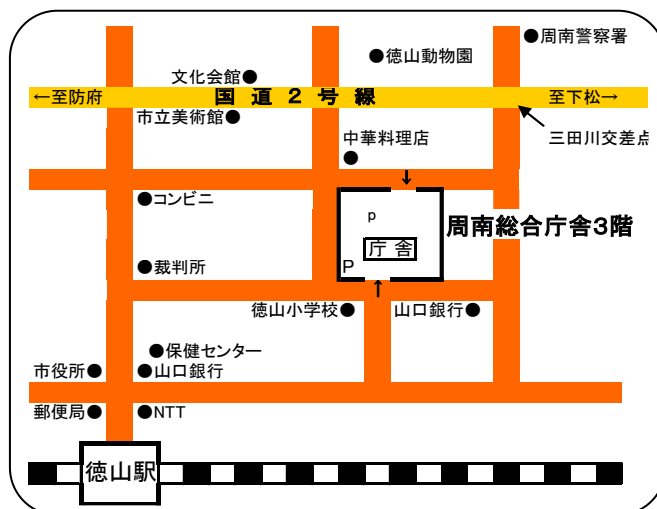 ●周南警察署
●徳山動物園
文化会館●
←至防府
国道２号線
至下松→
市立美術館●
三田川交差点
中華料理店
●
↓
●コンビニ
p
周南総合庁舎3階
庁舎
●裁判所
P
↑
徳山小学校●
山口銀行●
●保健センター
市役所●
●山口銀行
郵便局●
●NTT
徳山駅